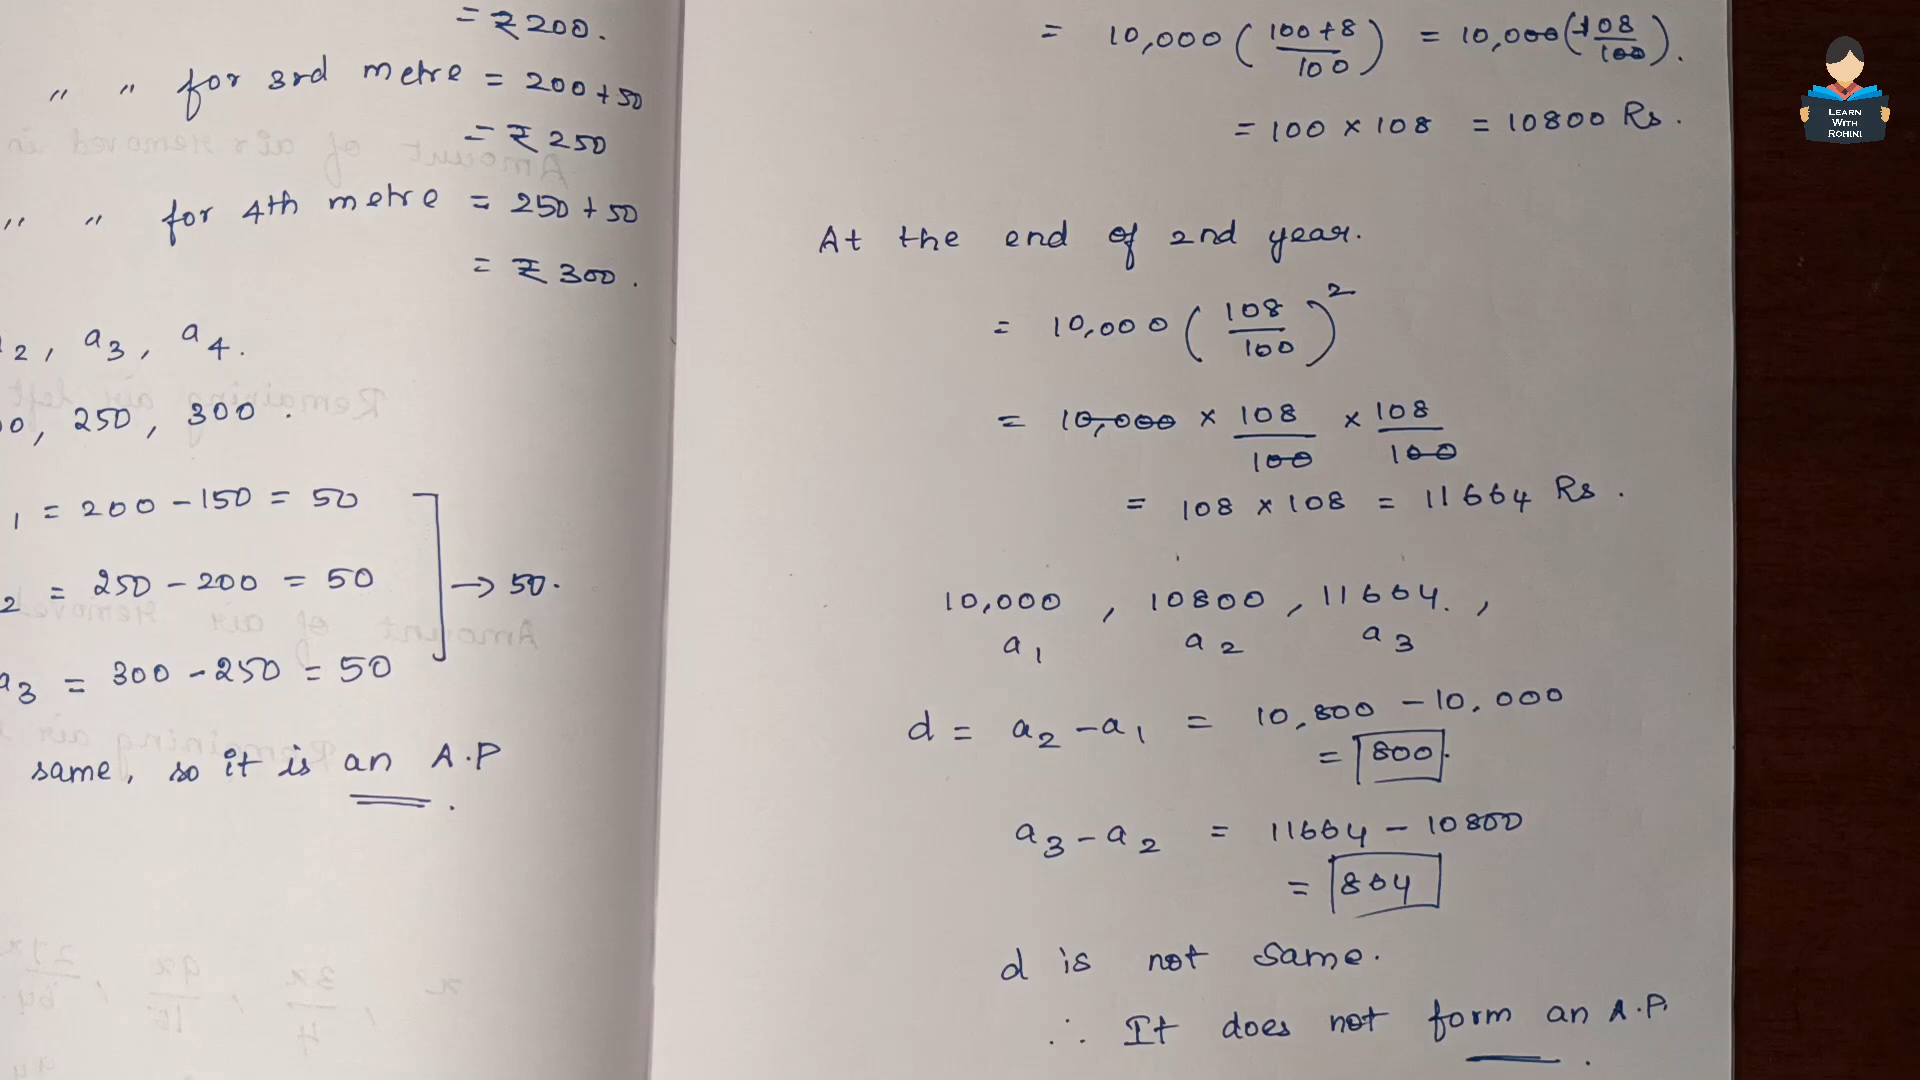 = ₹ 200.
" " for 3rd metre = 200 + 50
= ₹ 250
" " for 4th metre = 250 + 50
= ₹ 300.
2, a3, a4.
0, 250, 300.
1 = 200 - 150 = 50
2 = 250 - 200 = 50 → 50.
a3 = 300 - 250 = 50
same, so it is an A.P.
= 10,000 (100+8/100) = 10,000 (108/100).
= 100 × 108 = 10800 Rs.
At the end of 2nd year.
= 10,000 (108/100)²
= 10,000 × 108/100 × 108/100
= 108 × 108 = 11664 Rs.
10,000, 10800, 11664.,
a1 a2 a3
d = a2 - a1 = 10,800 - 10,000
= 800.
a3 - a2 = 11664 - 10800
= 864
d is not same.
∴ It does not form an A.P.
LEARN
WITH
ROHINI